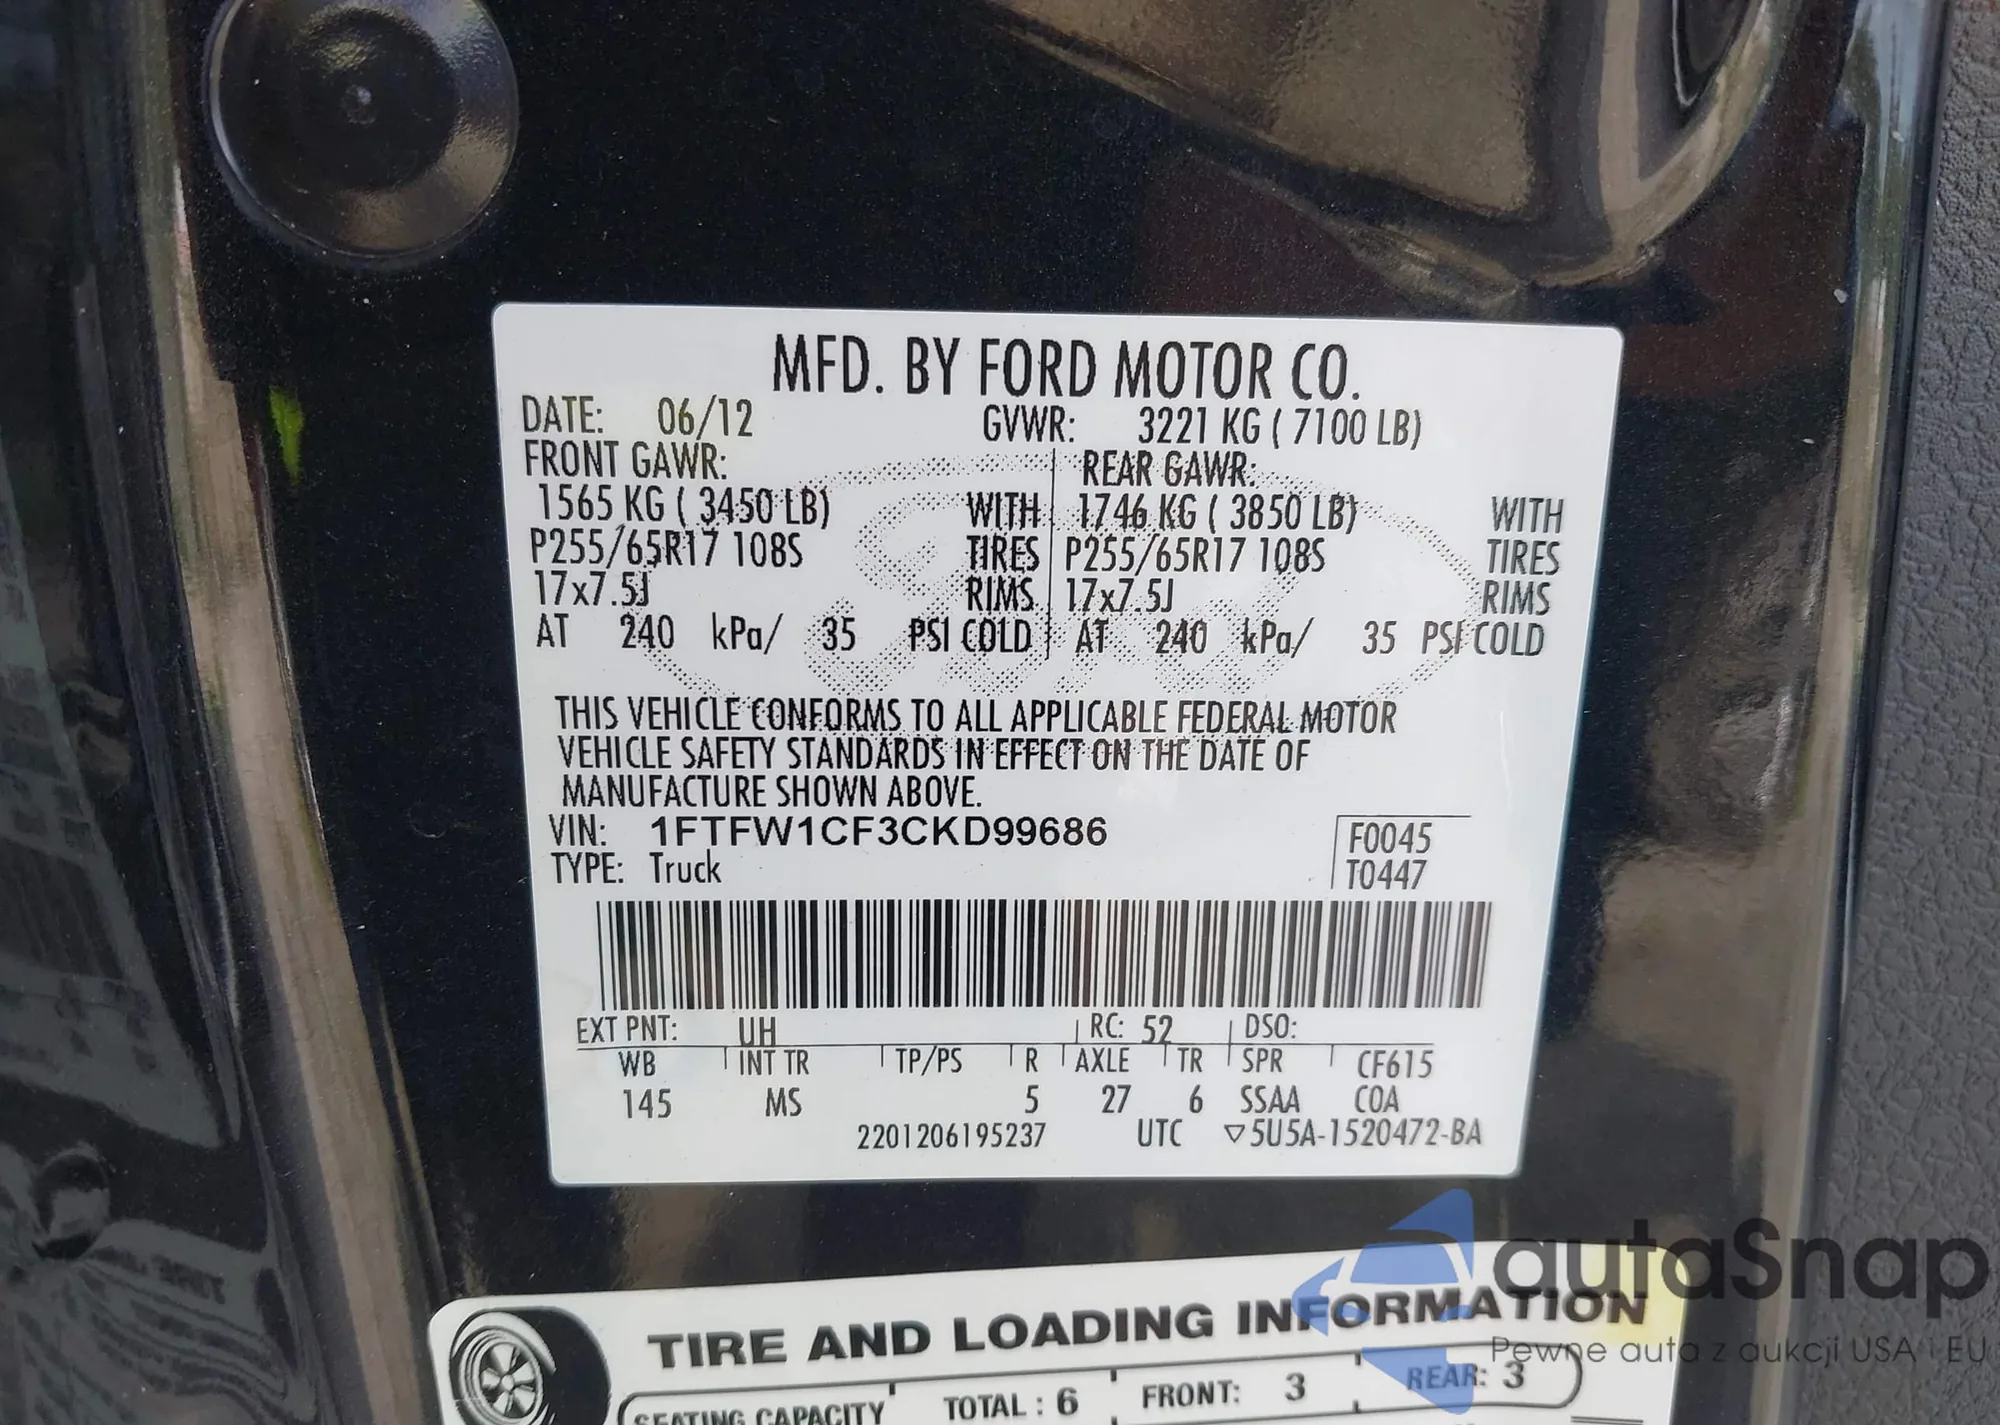 MFD. BY FORD MOTOR CO.
DATE: 06/12 GVWR: 3221 KG ( 7100 LB)
FRONT GAWR: REAR GAWR:
1565 KG ( 3450 LB) WITH 1746 KG ( 3850 LB) WITH
P255/65R17 108S TIRES P255/65R17 108S TIRES
17x7.5J RIMS 17x7.5J RIMS
AT 240 kPa/ 35 PSI COLD AT 240 kPa/ 35 PSI COLD
THIS VEHICLE CONFORMS TO ALL APPLICABLE FEDERAL MOTOR
VEHICLE SAFETY STANDARDS IN EFFECT ON THE DATE OF
MANUFACTURE SHOWN ABOVE.
VIN: 1FTFW1CF3CKD99686 F0045
TYPE: Truck T0447
EXT PNT: UH RC: 52 DSO:
WB INT TR TP/PS R AXLE TR SPR CF615
145 MS 5 27 6 SSAA COA
2201206195237 UTC ▽5U5A-1520472-BA
TIRE AND LOADING INFORMATION
SEATING CAPACITY TOTAL : 6 FRONT: 3 REAR: 3
autaSnap
Pewne auta z aukcji USA i EU